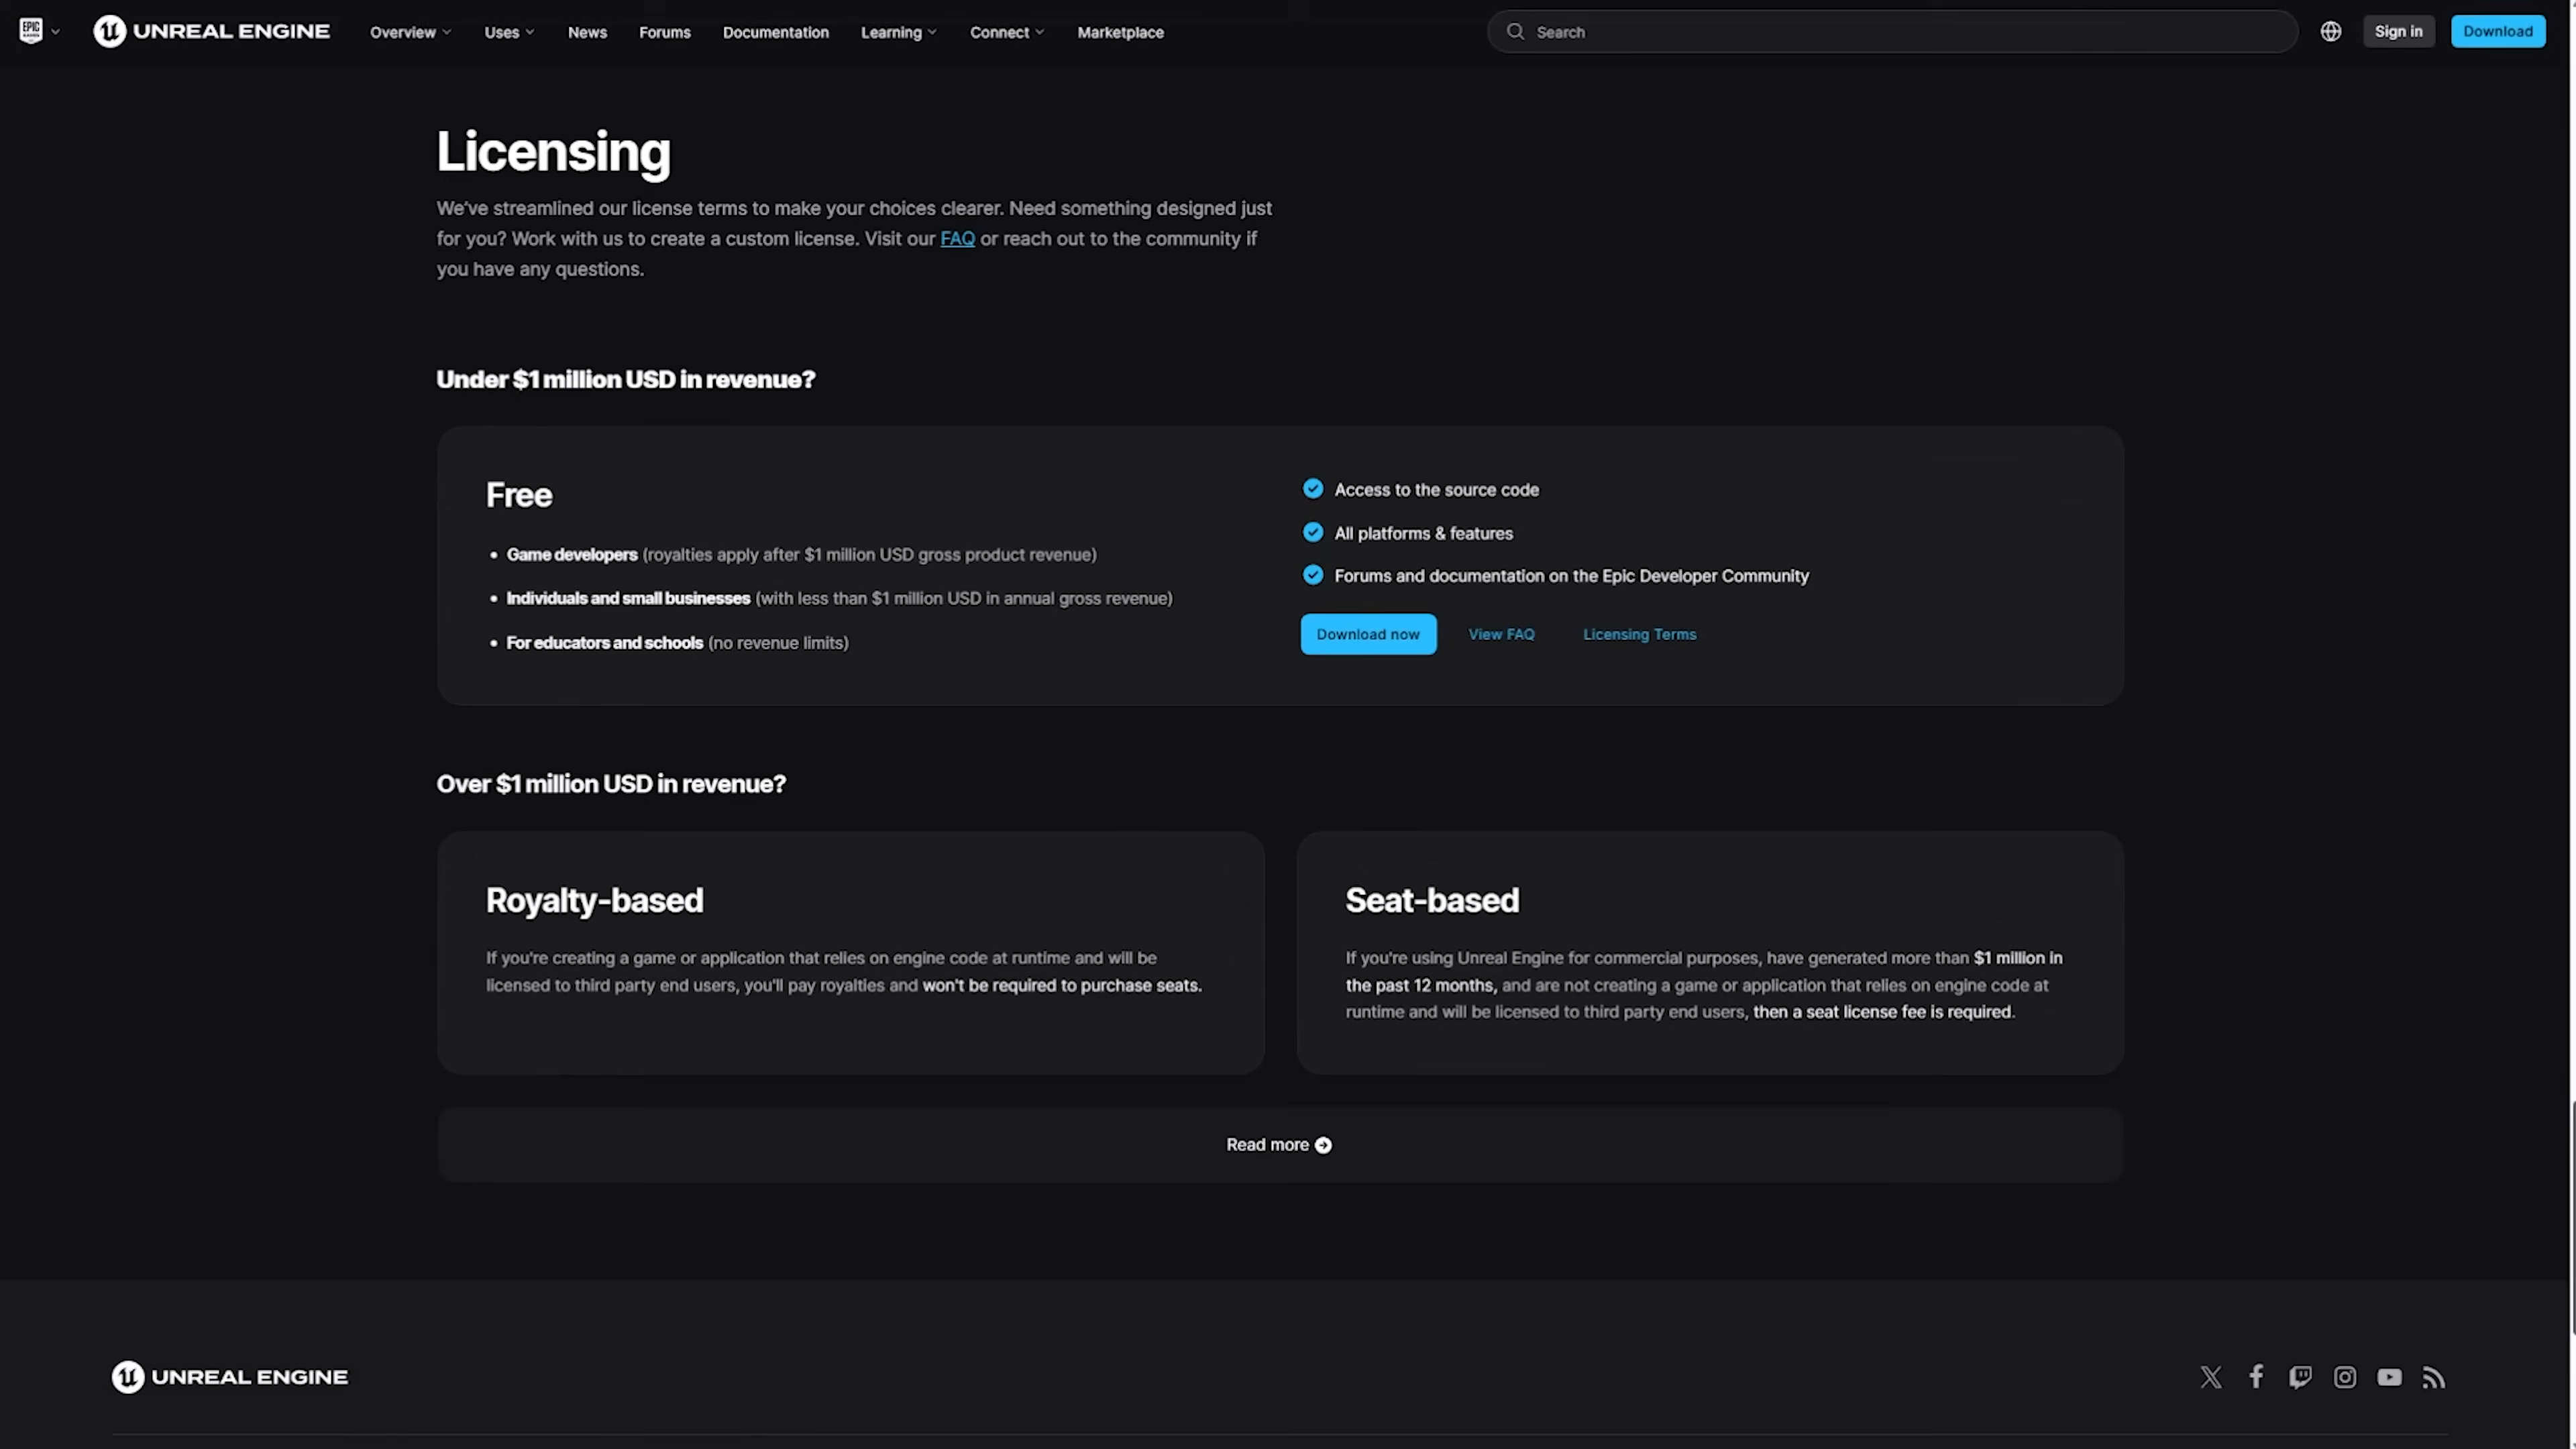 EPIC GAMES
UNREAL ENGINE Overview Uses News Forums Documentation Learning Connect Marketplace Search Sign in Download
Licensing
We've streamlined our license terms to make your choices clearer. Need something designed just
for you? Work with us to create a custom license. Visit our FAQ or reach out to the community if
you have any questions.
Under $1 million USD in revenue?
Free
• Game developers (royalties apply after $1 million USD gross product revenue)
• Individuals and small businesses (with less than $1 million USD in annual gross revenue)
• For educators and schools (no revenue limits)
Access to the source code
All platforms & features
Forums and documentation on the Epic Developer Community
Download now View FAQ Licensing Terms
Over $1 million USD in revenue?
Royalty-based
If you're creating a game or application that relies on engine code at runtime and will be
licensed to third party end users, you'll pay royalties and won't be required to purchase seats.
Seat-based
If you're using Unreal Engine for commercial purposes, have generated more than $1 million in
the past 12 months, and are not creating a game or application that relies on engine code at
runtime and will be licensed to third party end users, then a seat license fee is required.
Read more
UNREAL ENGINE